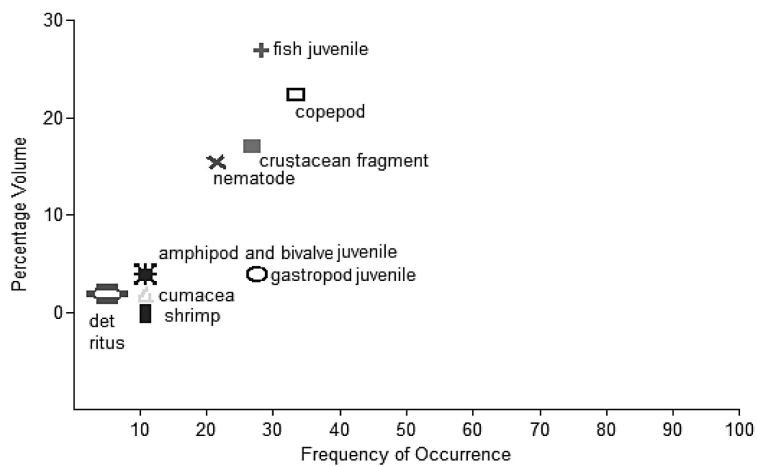 30
fish juvenile
copepod
20
crustacean fragment
nematode
Percentage Volume
10
amphipod and bivalve juvenile
gastropod juvenile
cumacea
0
shrimp
det
ritus
10 20 30 40 50 60 70 80 90 100
Frequency of Occurrence